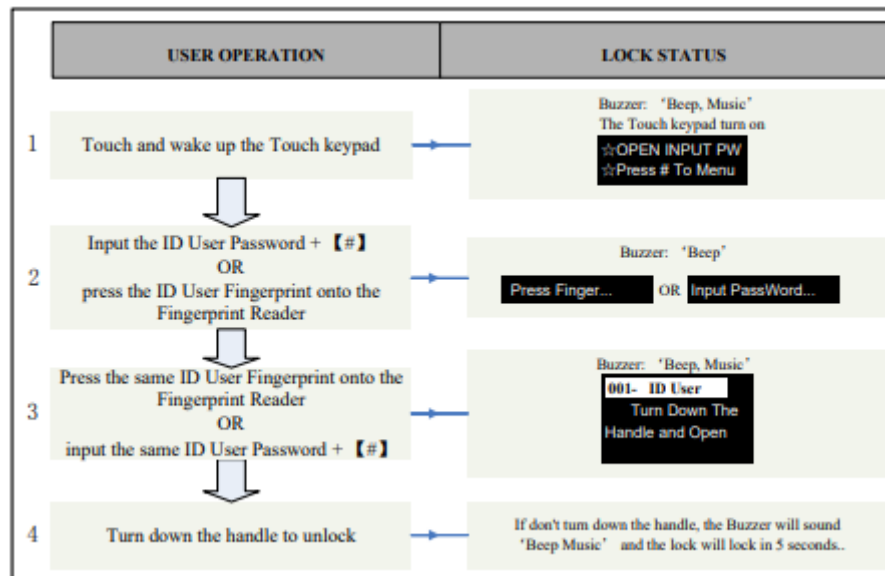 USER OPERATION
LOCK STATUS
1
Touch and wake up the Touch keypad
Buzzer: ‘Beep, Music’
The Touch keypad turn on
☆OPEN INPUT PW
☆Press # To Menu
2
Input the ID User Password + 【#】
OR
press the ID User Fingerprint onto the
Fingerprint Reader
Buzzer: ‘Beep’
Press Finger... OR Input PassWord...
3
Press the same ID User Fingerprint onto the
Fingerprint Reader
OR
input the same ID User Password + 【#】
Buzzer: ‘Beep, Music’
001- ID User
Turn Down The
Handle and Open
4
Turn down the handle to unlock
If don't turn down the handle, the Buzzer will sound
‘Beep Music’ and the lock will lock in 5 seconds..